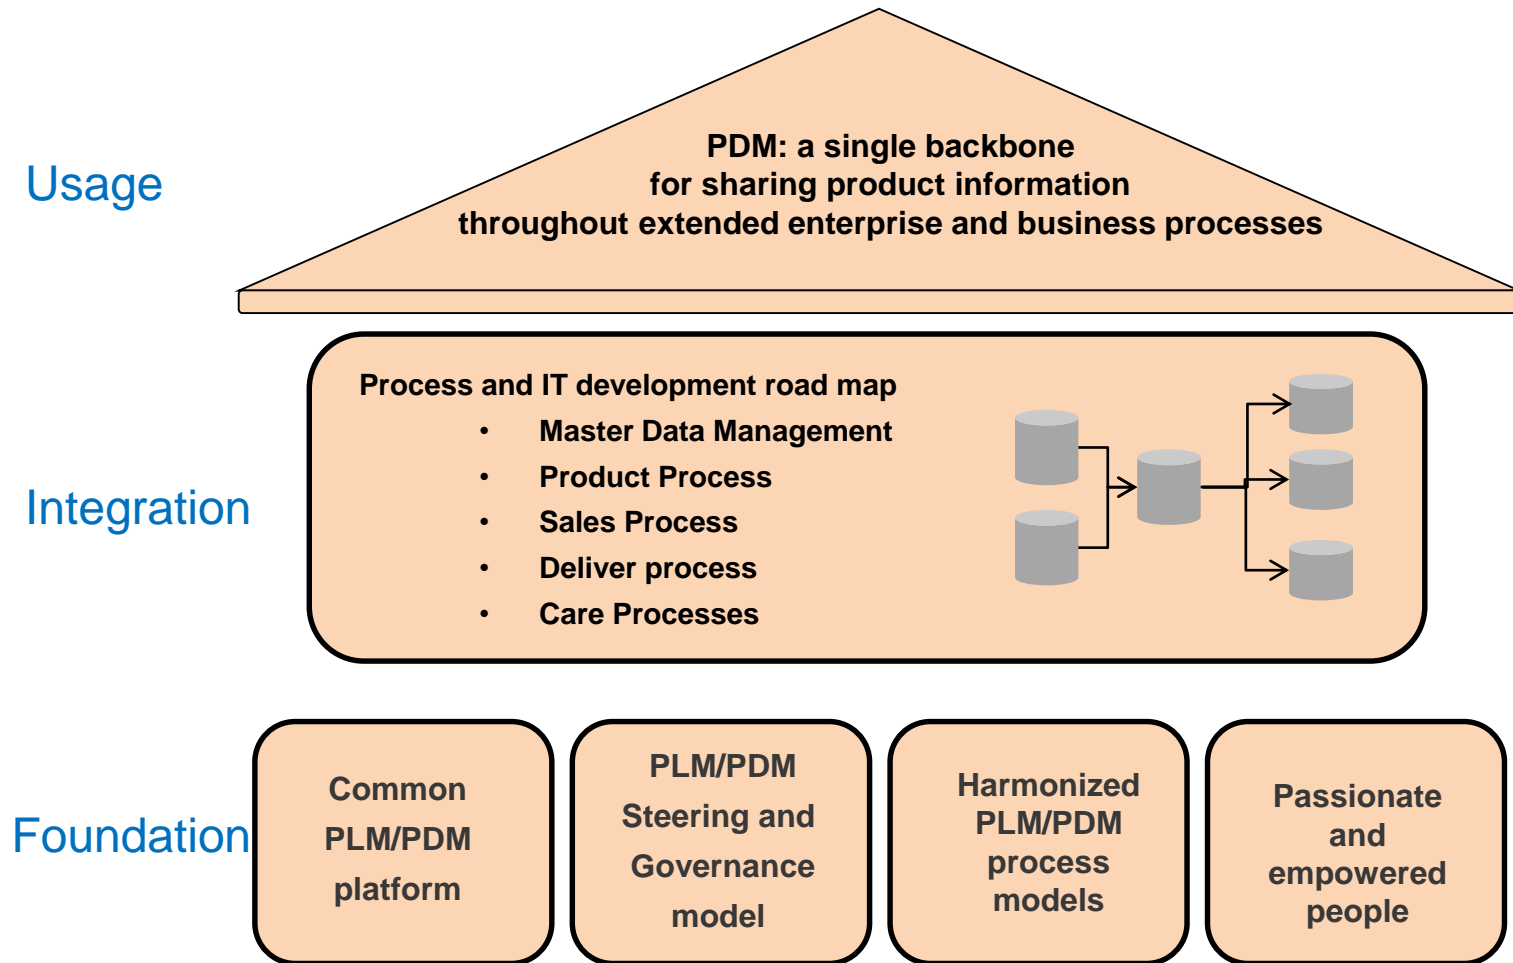 Usage
PDM: a single backbone
for sharing product information
throughout extended enterprise and business processes
Integration
Process and IT development road map
• Master Data Management
• Product Process
• Sales Process
• Deliver process
• Care Processes
Foundation
Common
PLM/PDM
platform
PLM/PDM
Steering and
Governance
model
Harmonized
PLM/PDM
process
models
Passionate
and
empowered
people